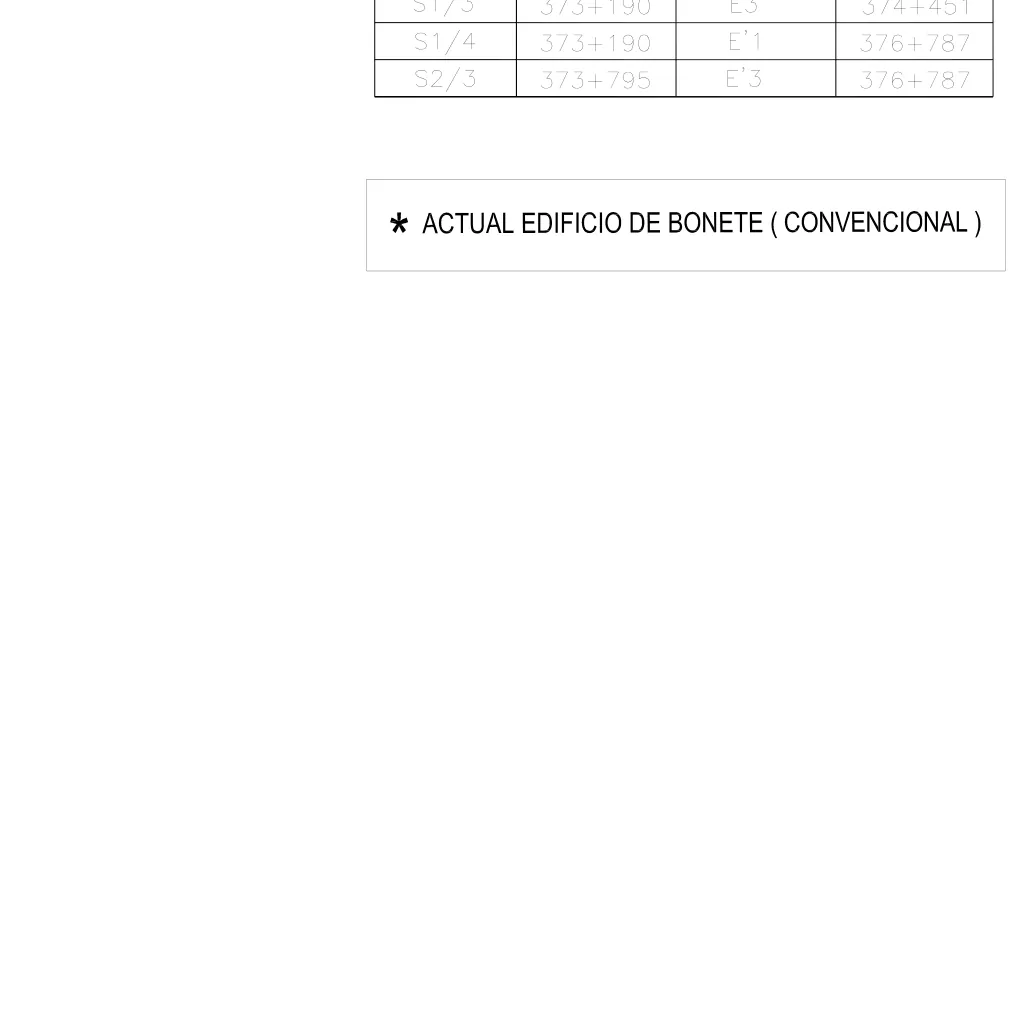 S1/3 373+190 E3 374+451
S1/4 373+190 E'1 376+787
S2/3 373+795 E'3 376+787
* ACTUAL EDIFICIO DE BONETE ( CONVENCIONAL )